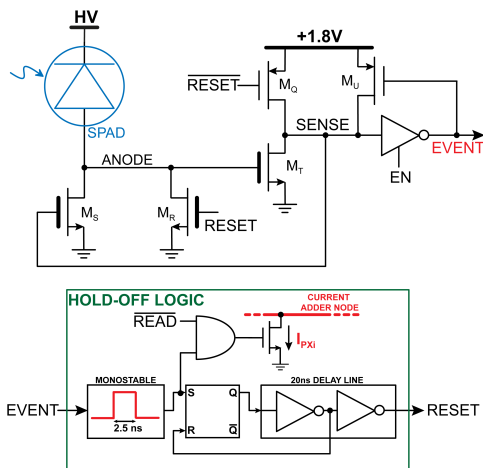 HV
+1.8V
RESET
MQ
MU
SPAD
SENSE
ANODE
MT
EVENT
EN
MS
MR
RESET
HOLD-OFF LOGIC
CURRENT
ADDER NODE
READ
IPXi
MONOSTABLE
20ns DELAY LINE
EVENT
S
Q
RESET
2.5 ns
R
Q